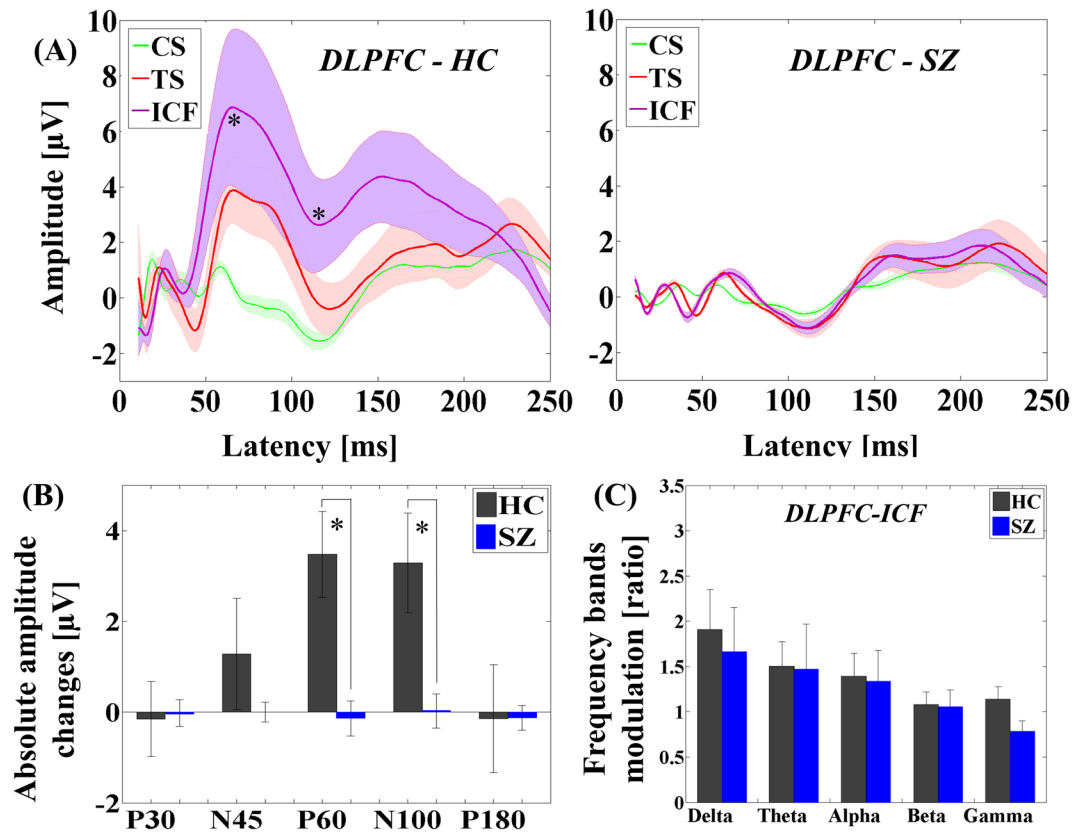 (A)
Amplitude [µV]
10
8
6
4
2
0
-2
CS
TS
ICF
DLPFC - HC
*
*
0 50 100 150 200 250
Latency [ms]
10
8
6
4
2
0
-2
CS
TS
ICF
DLPFC - SZ
0 50 100 150 200 250
Latency [ms]
(B)
Absolute amplitude
changes [µV]
4
2
0
-2
HC
SZ
*
*
P30 N45 P60 N100 P180
(C)
Frequency bands
modulation [ratio]
3.5
3
2.5
2
1.5
1
0.5
0
DLPFC-ICF
HC
SZ
Delta Theta Alpha Beta Gamma